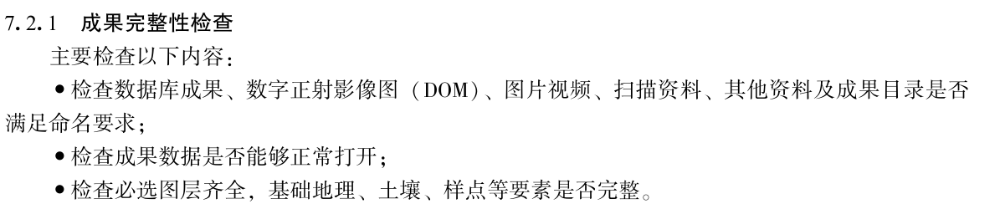 7.2.1 成果完整性检查
主要检查以下内容：
●检查数据库成果、数字正射影像图（DOM）、图片视频、扫描资料、其他资料及成果目录是否
满足命名要求；
●检查成果数据是否能够正常打开；
●检查必选图层齐全，基础地理、土壤、样点等要素是否完整。